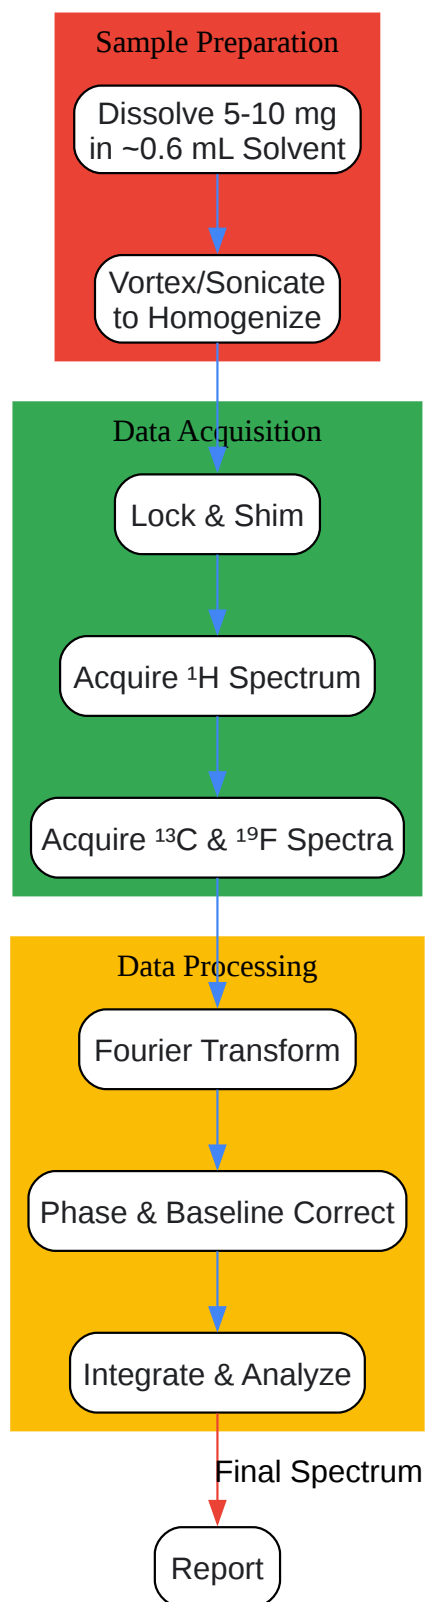 Sample Preparation
Dissolve 5-10 mg
in ~0.6 mL Solvent
Vortex/Sonicate
to Homogenize
Data Acquisition
Lock & Shim
Acquire ¹H Spectrum
Acquire ¹³C & ¹⁹F Spectra
Data Processing
Fourier Transform
Phase & Baseline Correct
Integrate & Analyze
Final Spectrum
Report